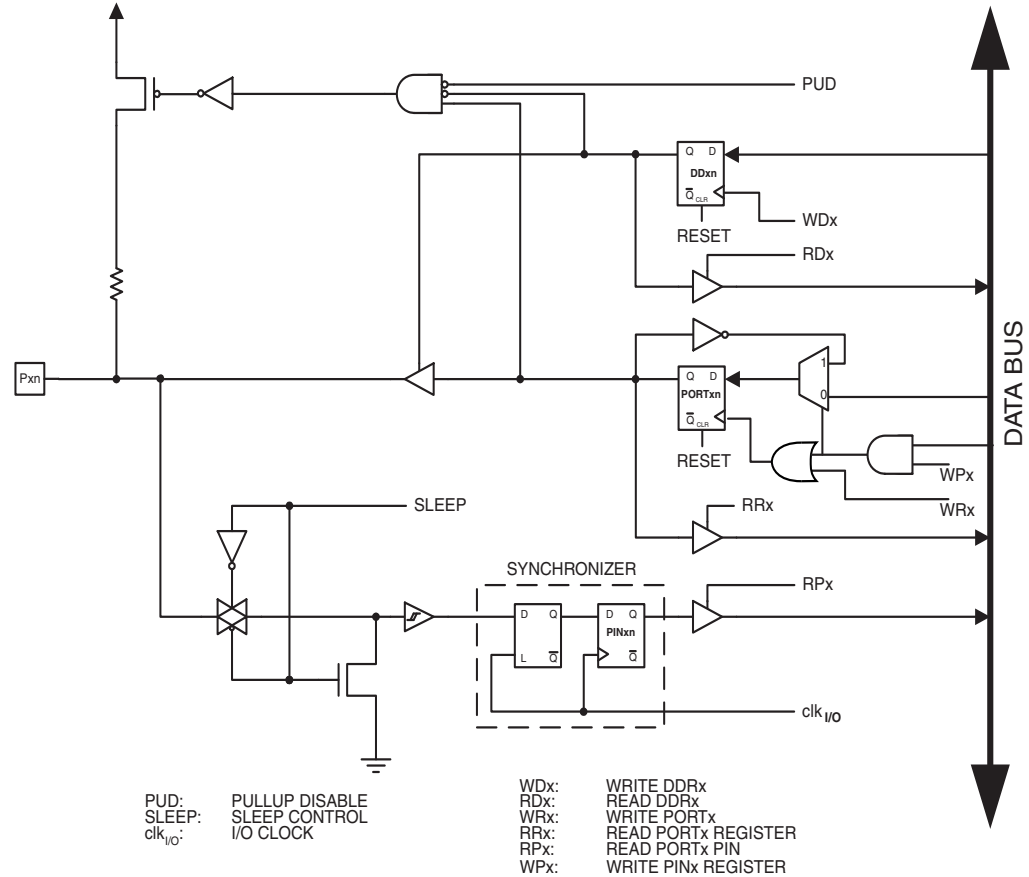 PUD
Q D
DDxn
Q CLR
WDx
RESET
RDx
1
Pxn
Q D
PORTxn
0
Q CLR
RESET
WPx
WRx
SLEEP
RRx
SYNCHRONIZER
RPx
D Q
D Q
PINxn
L Q
Q
clk I/O
DATA BUS
PUD: PULLUP DISABLE
SLEEP: SLEEP CONTROL
clkI/O: I/O CLOCK
WDx: WRITE DDRx
RDx: READ DDRx
WRx: WRITE PORTx
RRx: READ PORTx REGISTER
RPx: READ PORTx PIN
WPx: WRITE PINx REGISTER